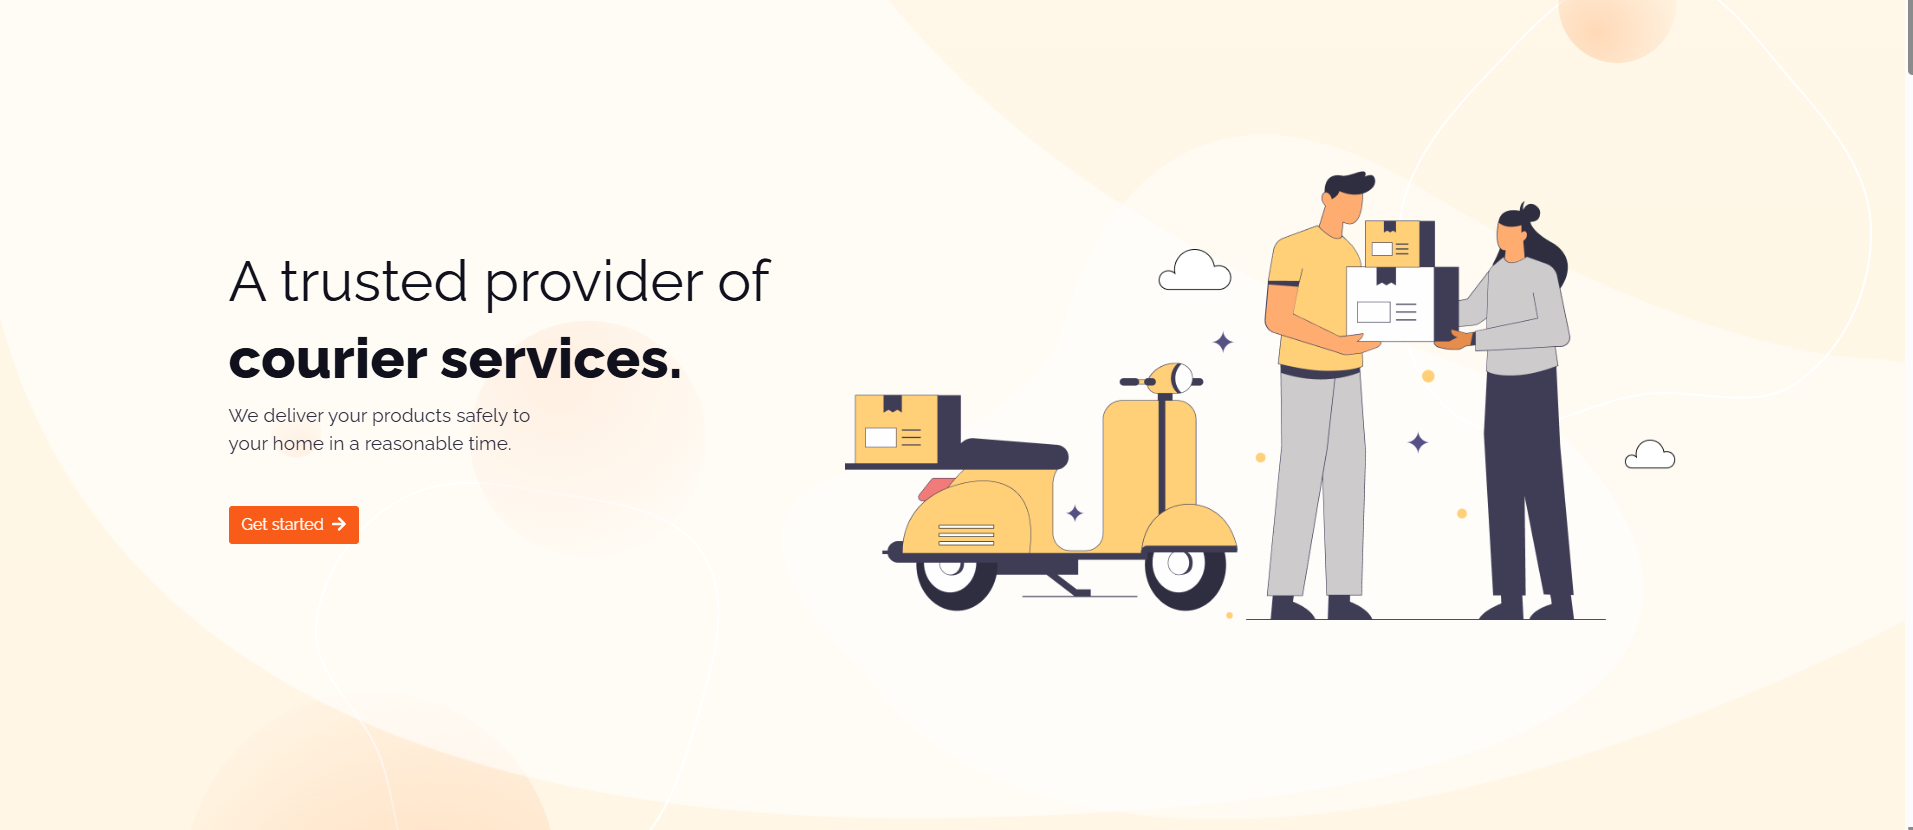 A trusted provider of
courier services.
We deliver your products safely to
your home in a reasonable time.
Get started